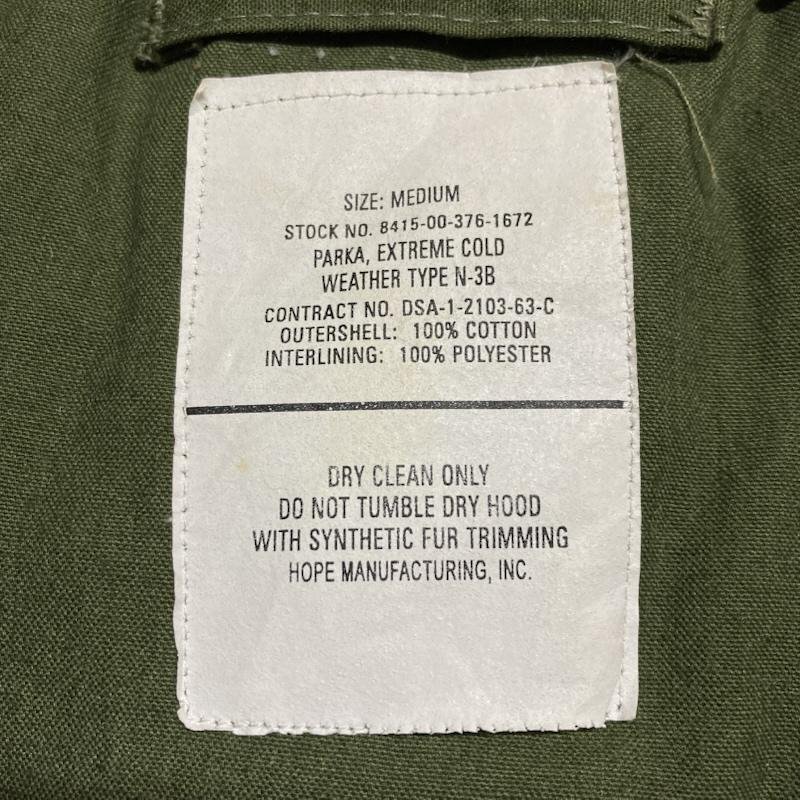 SIZE: MEDIUM
STOCK NO. 8415-00-376-1672
PARKA, EXTREME COLD
WEATHER TYPE N-3B
CONTRACT NO. DSA-1-2103-63-C
OUTERSHELL: 100% COTTON
INTERLINING: 100% POLYESTER
DRY CLEAN ONLY
DO NOT TUMBLE DRY HOOD
WITH SYNTHETIC FUR TRIMMING
HOPE MANUFACTURING, INC.